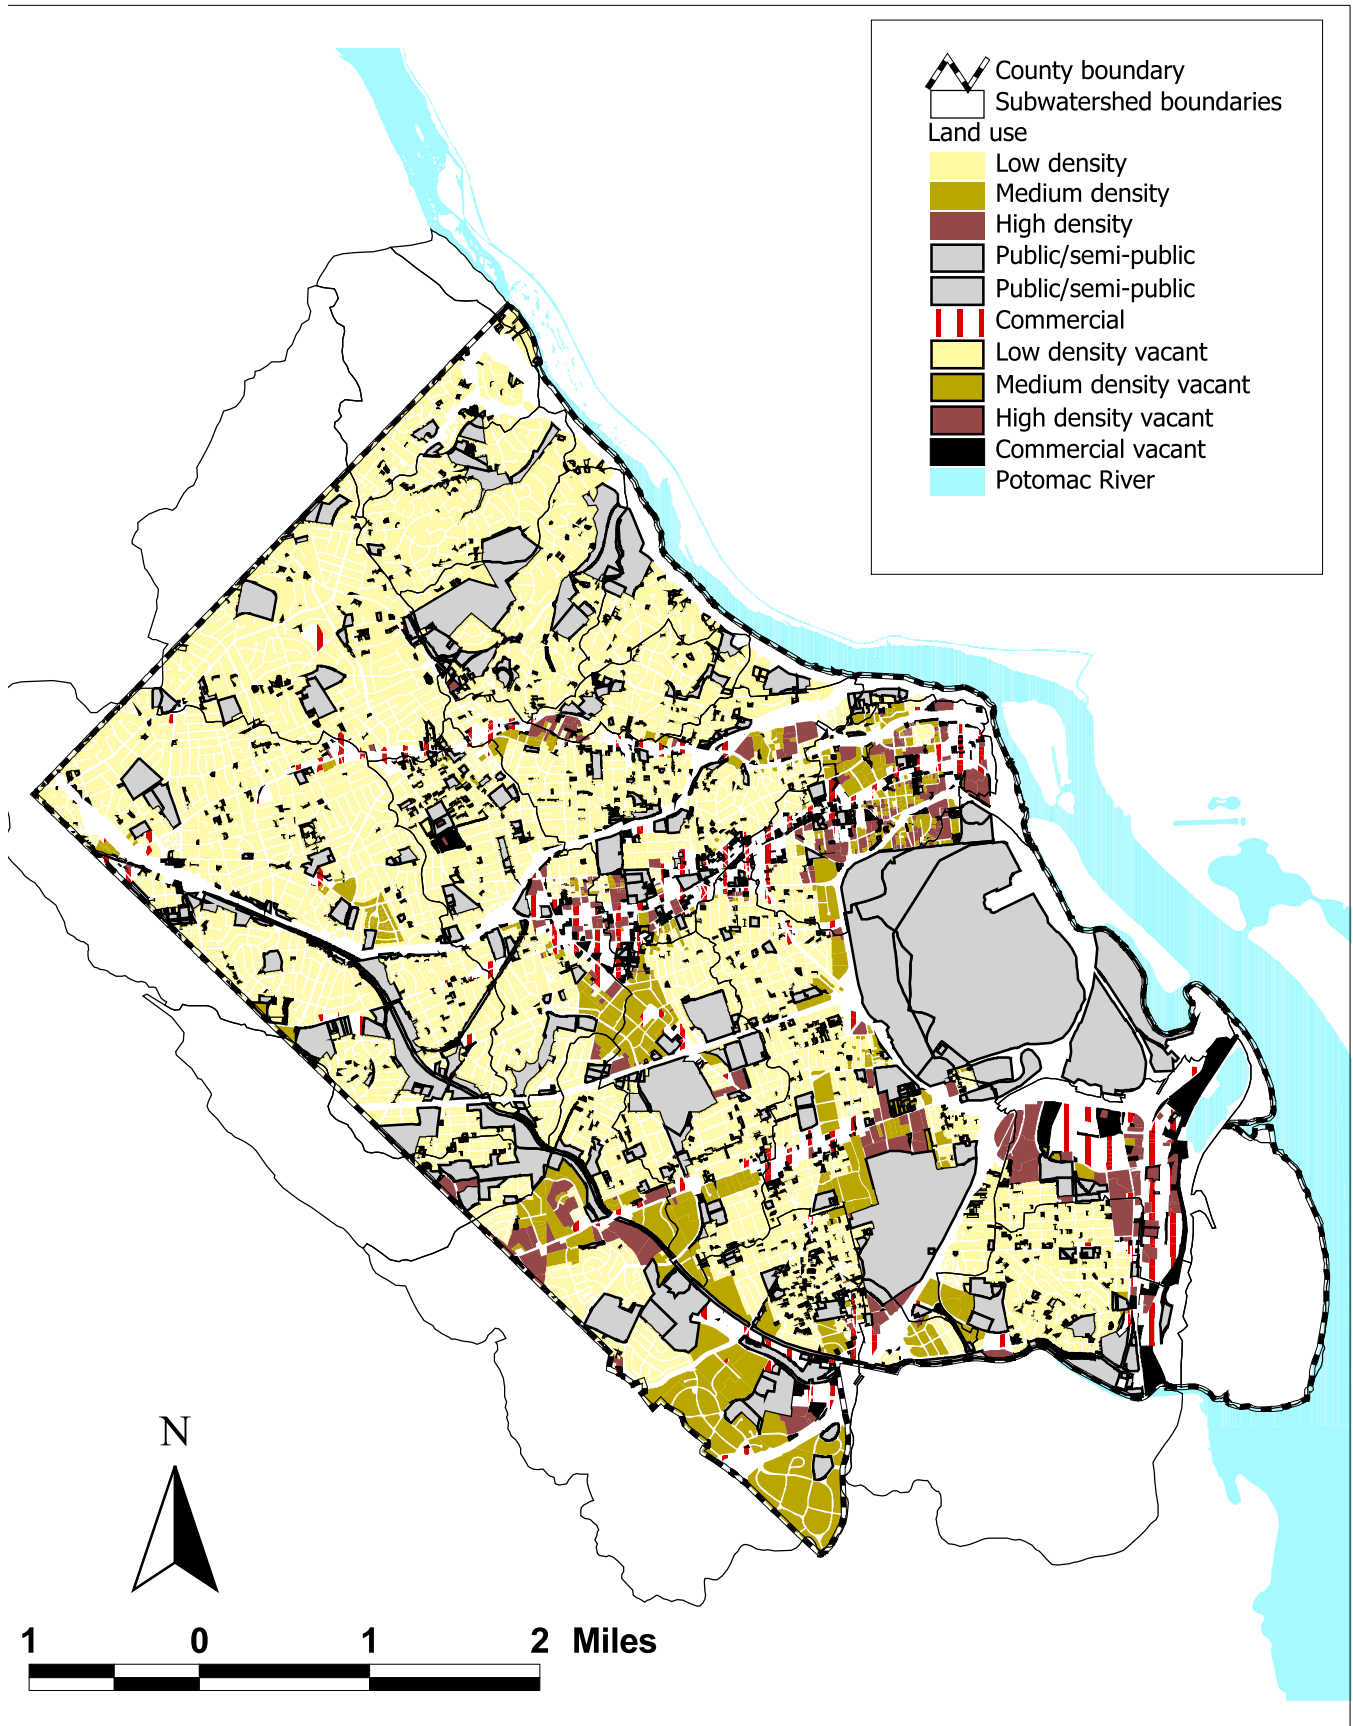 County boundary
Subwatershed boundaries
Land use
Low density
Medium density
High density
Public/semi-public
Public/semi-public
Commercial
Low density vacant
Medium density vacant
High density vacant
Commercial vacant
Potomac River
N
1 0 1 2 Miles